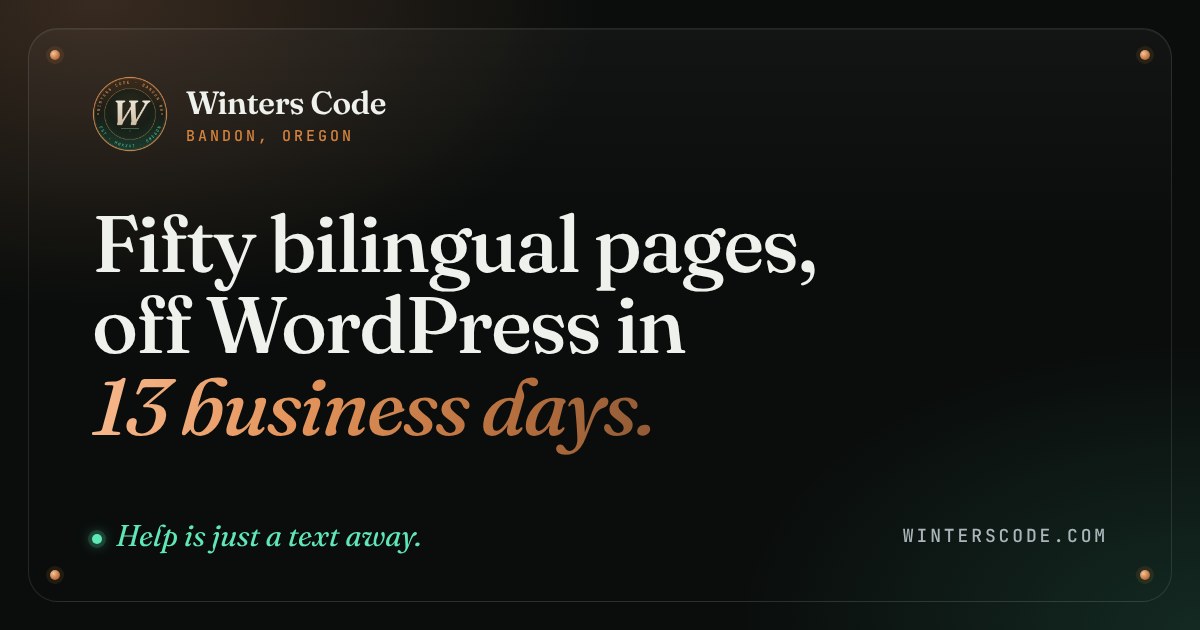 W
Winters Code
BANDON, OREGON
Fifty bilingual pages,
off WordPress in
13 business days.
Help is just a text away.
WINTERSCODE.COM